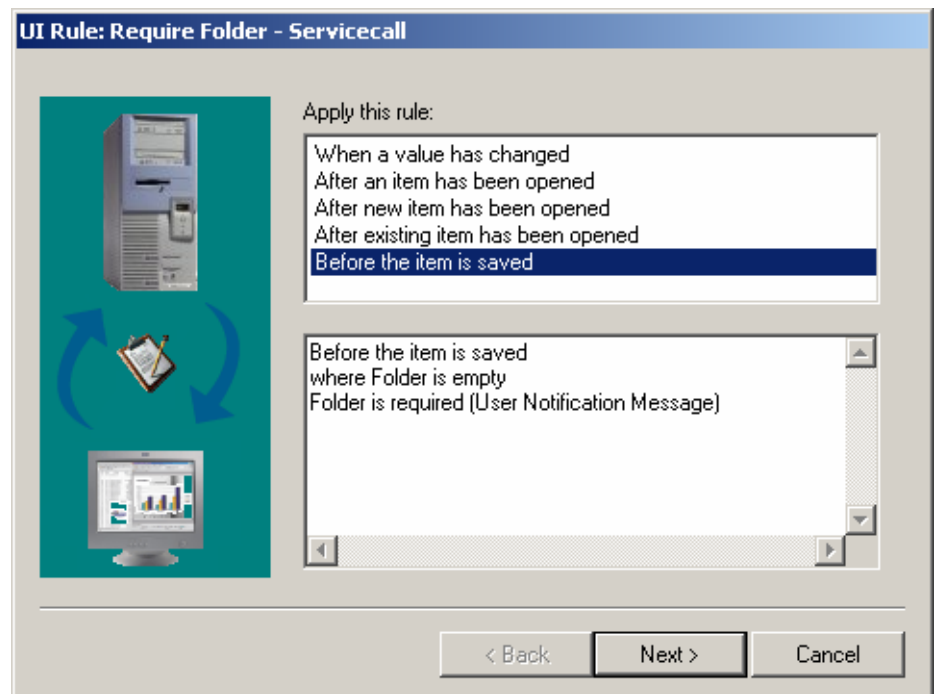 UI Rule: Require Folder - Servicecall
Apply this rule:
When a value has changed
After an item has been opened
After new item has been opened
After existing item has been opened
Before the item is saved
Before the item is saved
where Folder is empty
Folder is required (User Notification Message)
< Back
Next >
Cancel